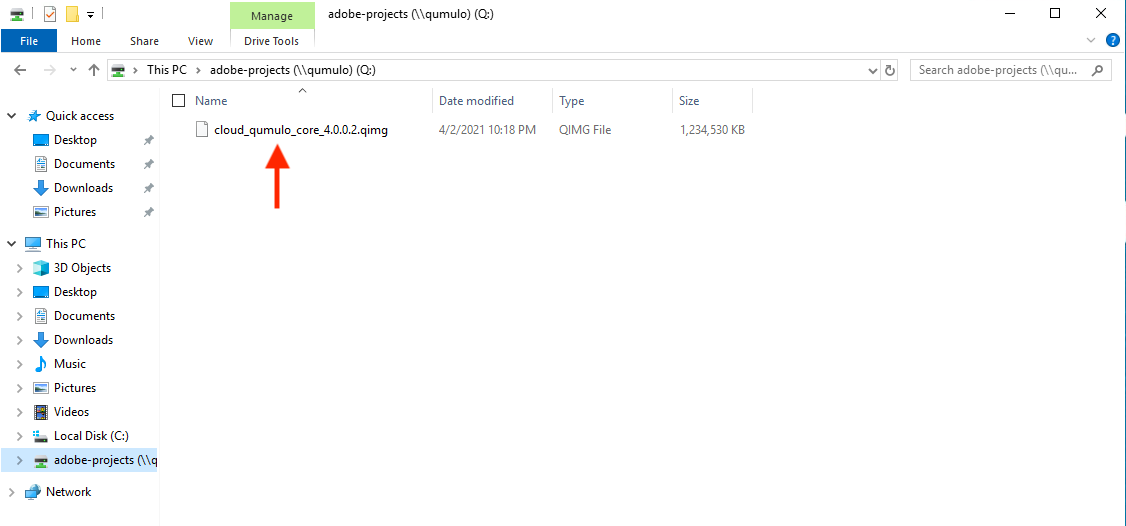 Manage
adobe-projects (\\qumulo) (Q:)
File
Home
Share
View
Drive Tools
This PC
adobe-projects (\\qumulo) (Q:)
Search adobe-projects (\\qu...
Name
Date modified
Type
Size
cloud_qumulo_core_4.0.0.2.qimg
4/2/2021 10:18 PM
QIMG File
1,234,530 KB
Quick access
Desktop
Documents
Downloads
Pictures
This PC
3D Objects
Desktop
Documents
Downloads
Music
Pictures
Videos
Local Disk (C:)
adobe-projects (\\q
Network